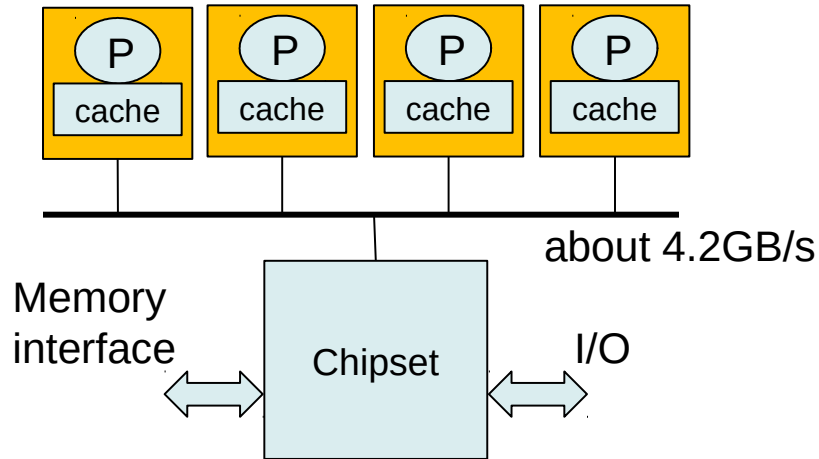 P
P
P
P
cache
cache
cache
cache
about 4.2GB/s
Memory
interface
Chipset
I/O